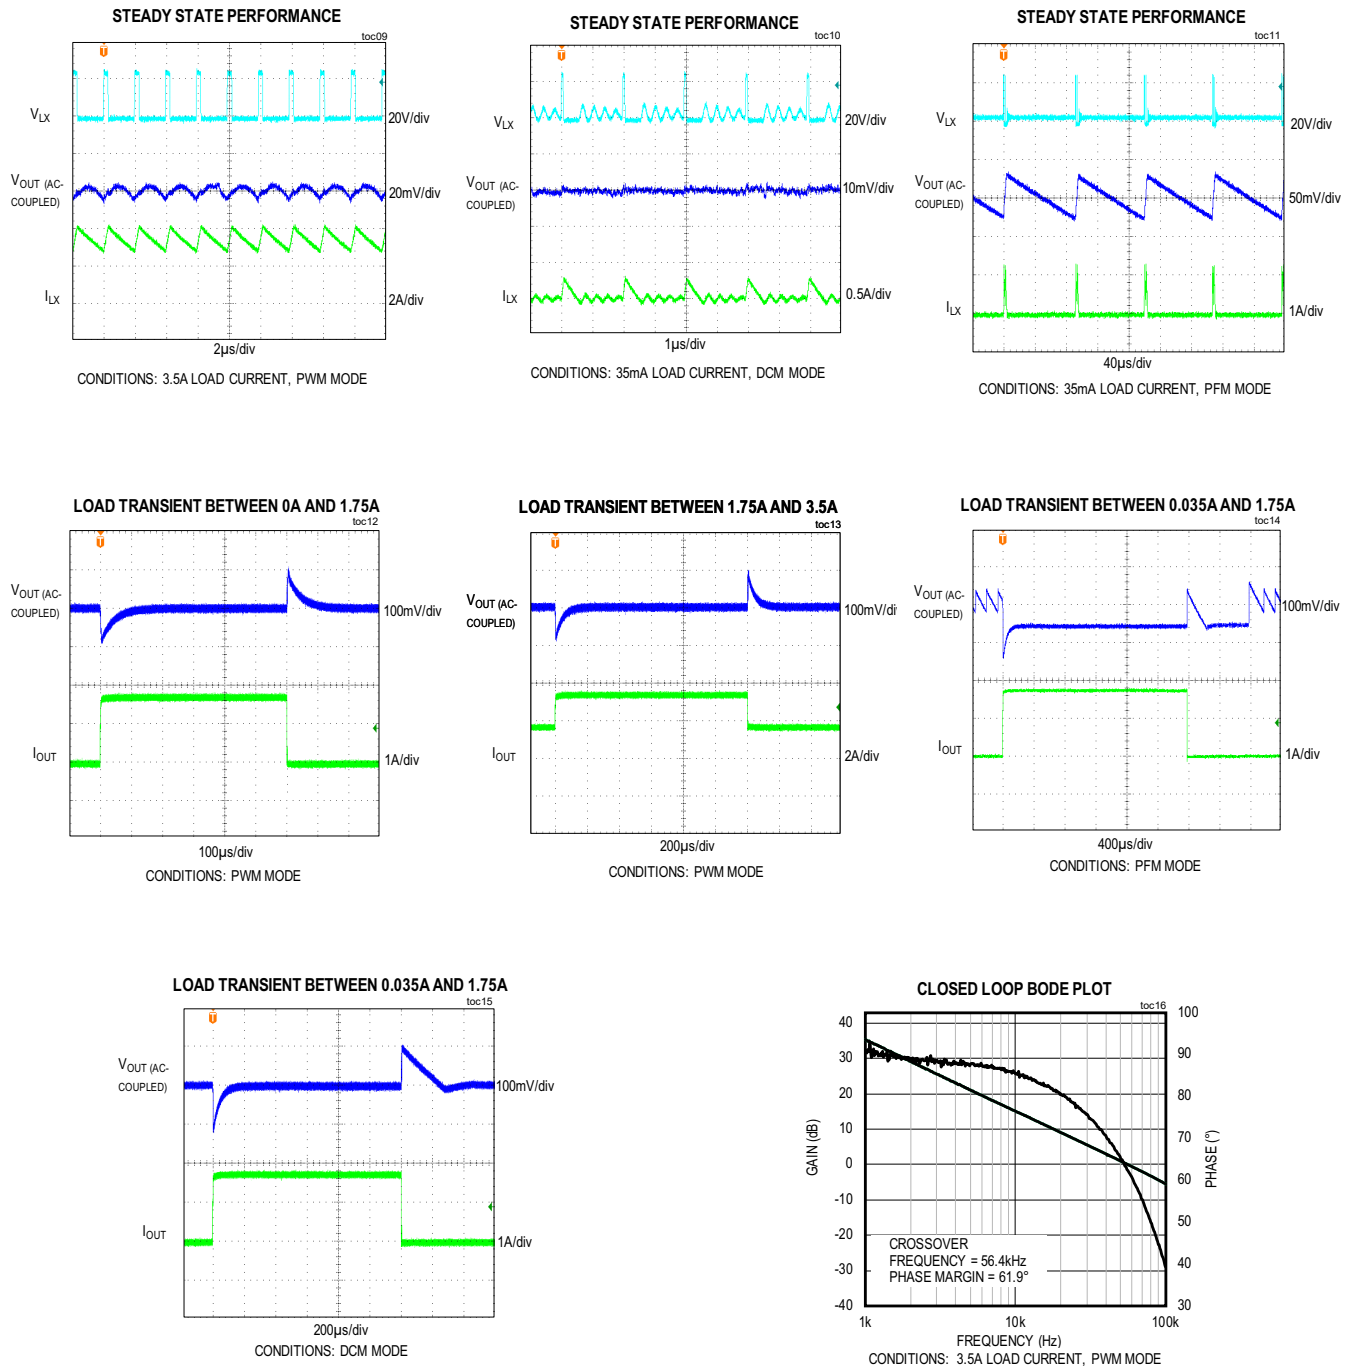 STEADY STATE PERFORMANCE
toc09
T
VLX
20V/div
VOUT (AC-
COUPLED)
20mV/div
ILX
2A/div
2µs/div
CONDITIONS: 3.5A LOAD CURRENT, PWM MODE
STEADY STATE PERFORMANCE
toc10
T
VLX
20V/div
VOUT (AC-
COUPLED)
10mV/div
ILX
0.5A/div
1µs/div
CONDITIONS: 35mA LOAD CURRENT, DCM MODE
STEADY STATE PERFORMANCE
toc11
T
VLX
20V/div
VOUT (AC-
COUPLED)
50mV/div
ILX
1A/div
40µs/div
CONDITIONS: 35mA LOAD CURRENT, PFM MODE
LOAD TRANSIENT BETWEEN 0A AND 1.75A
toc12
T
VOUT (AC-
COUPLED)
100mV/div
IOUT
1A/div
100µs/div
CONDITIONS: PWM MODE
LOAD TRANSIENT BETWEEN 1.75A AND 3.5A
toc13
T
VOUT (AC-
COUPLED)
100mV/div
IOUT
2A/div
200µs/div
CONDITIONS: PWM MODE
LOAD TRANSIENT BETWEEN 0.035A AND 1.75A
toc14
T
VOUT (AC-
COUPLED)
100mV/div
IOUT
1A/div
400µs/div
CONDITIONS: PFM MODE
LOAD TRANSIENT BETWEEN 0.035A AND 1.75A
toc15
T
VOUT (AC-
COUPLED)
100mV/div
IOUT
1A/div
200µs/div
CONDITIONS: DCM MODE
CLOSED LOOP BODE PLOT
toc16
40
30
20
10
0
-10
-20
-30
-40
GAIN (dB)
100
90
80
70
60
50
40
30
PHASE (°)
CROSSOVER
FREQUENCY = 56.4kHz
PHASE MARGIN = 61.9°
1k
10k
100k
FREQUENCY (Hz)
CONDITIONS: 3.5A LOAD CURRENT, PWM MODE